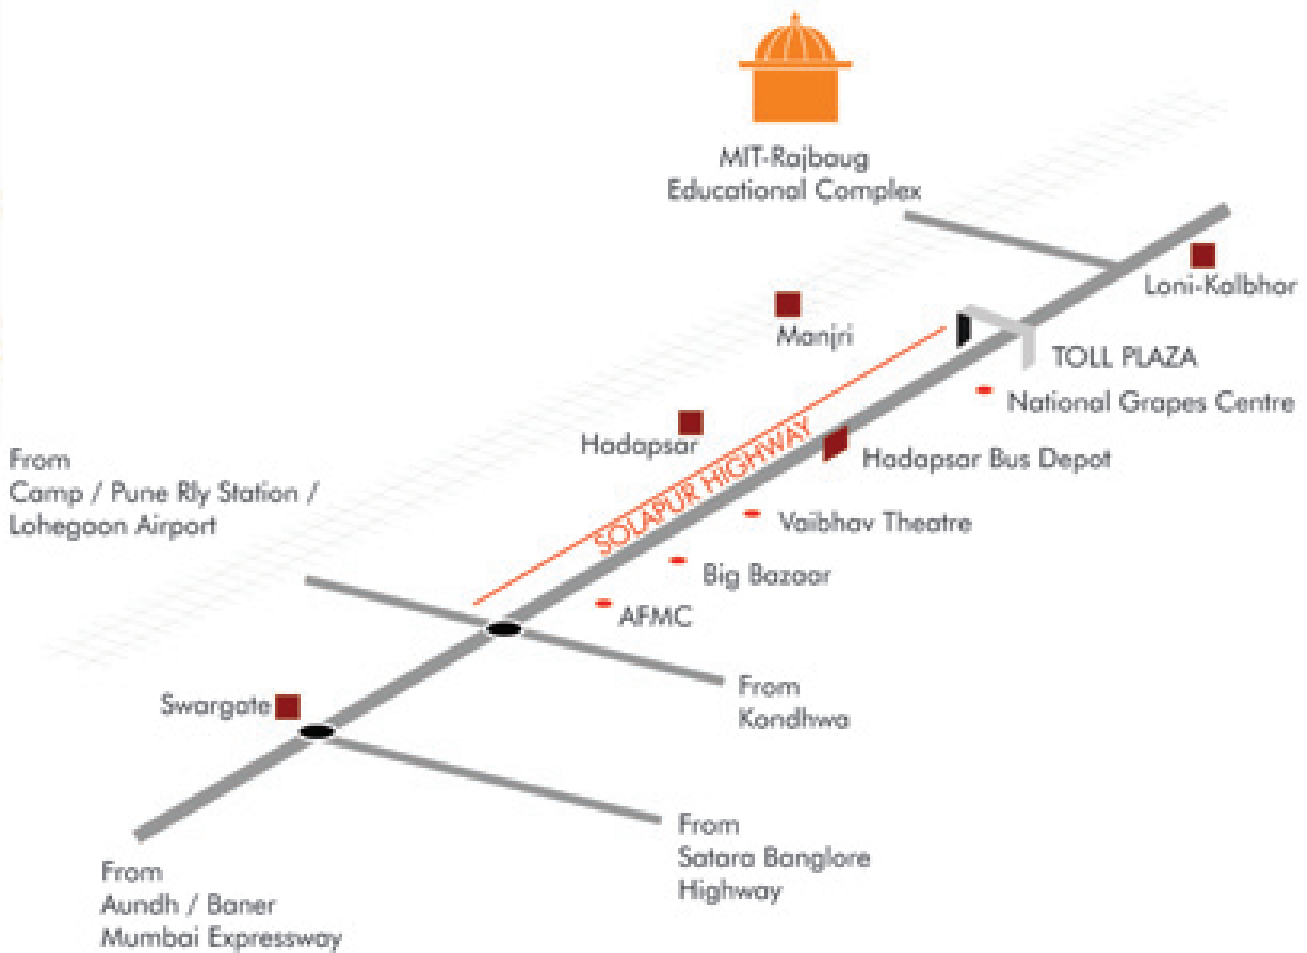 MIT-Rajbaug
Educational Complex
Loni-Kalbhor
Manjri
TOLL PLAZA
National Grapes Centre
Hadapsar
SOLAPUR HIGHWAY
Hadapsar Bus Depot
From
Camp / Pune Rly Station /
Lohegaon Airport
Vaibhav Theatre
Big Bazaar
AFMC
From
Kondhwa
Swargate
From
Satara Banglore
Highway
From
Aundh / Baner
Mumbai Expressway